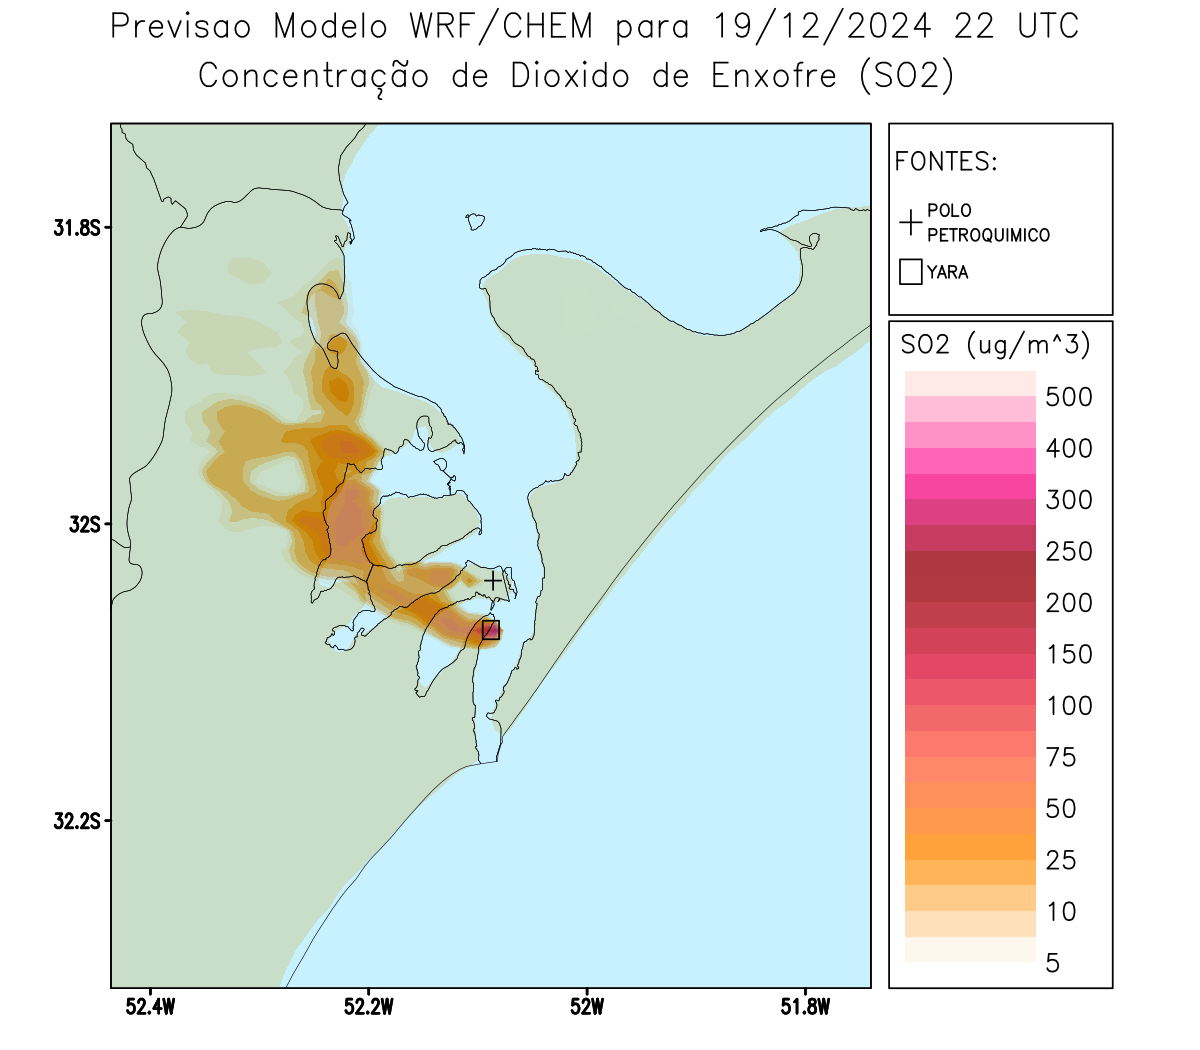 Previsao Modelo WRF/CHEM para 19/12/2024 22 UTC
Concentração de Dioxido de Enxofre (SO2)
FONTES:
POLO
PETROQUIMICO
YARA
SO2 (ug/m^3)
500
400
300
250
200
150
100
75
50
25
10
5
31.8S
32S
32.2S
52.4W
52.2W
52W
51.8W